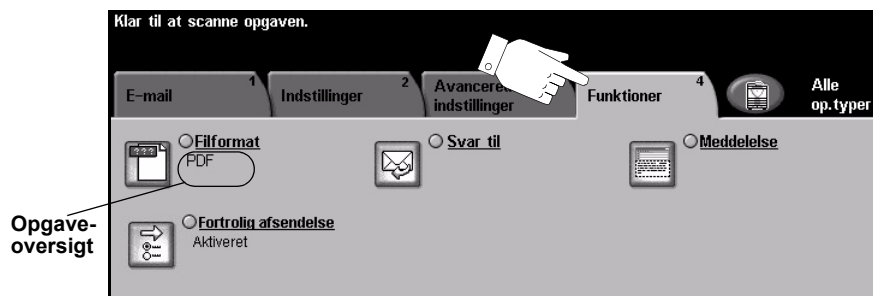 Klar til at scanne opgaven.
E-mail 1
Indstillinger 2
Avancered
indstillinger
Funktioner 4
Alle
op.typer
Filformat
PDF
Svar til
Meddelelse
Opgave-
oversigt
Fortrolig afsendelse
Aktiveret